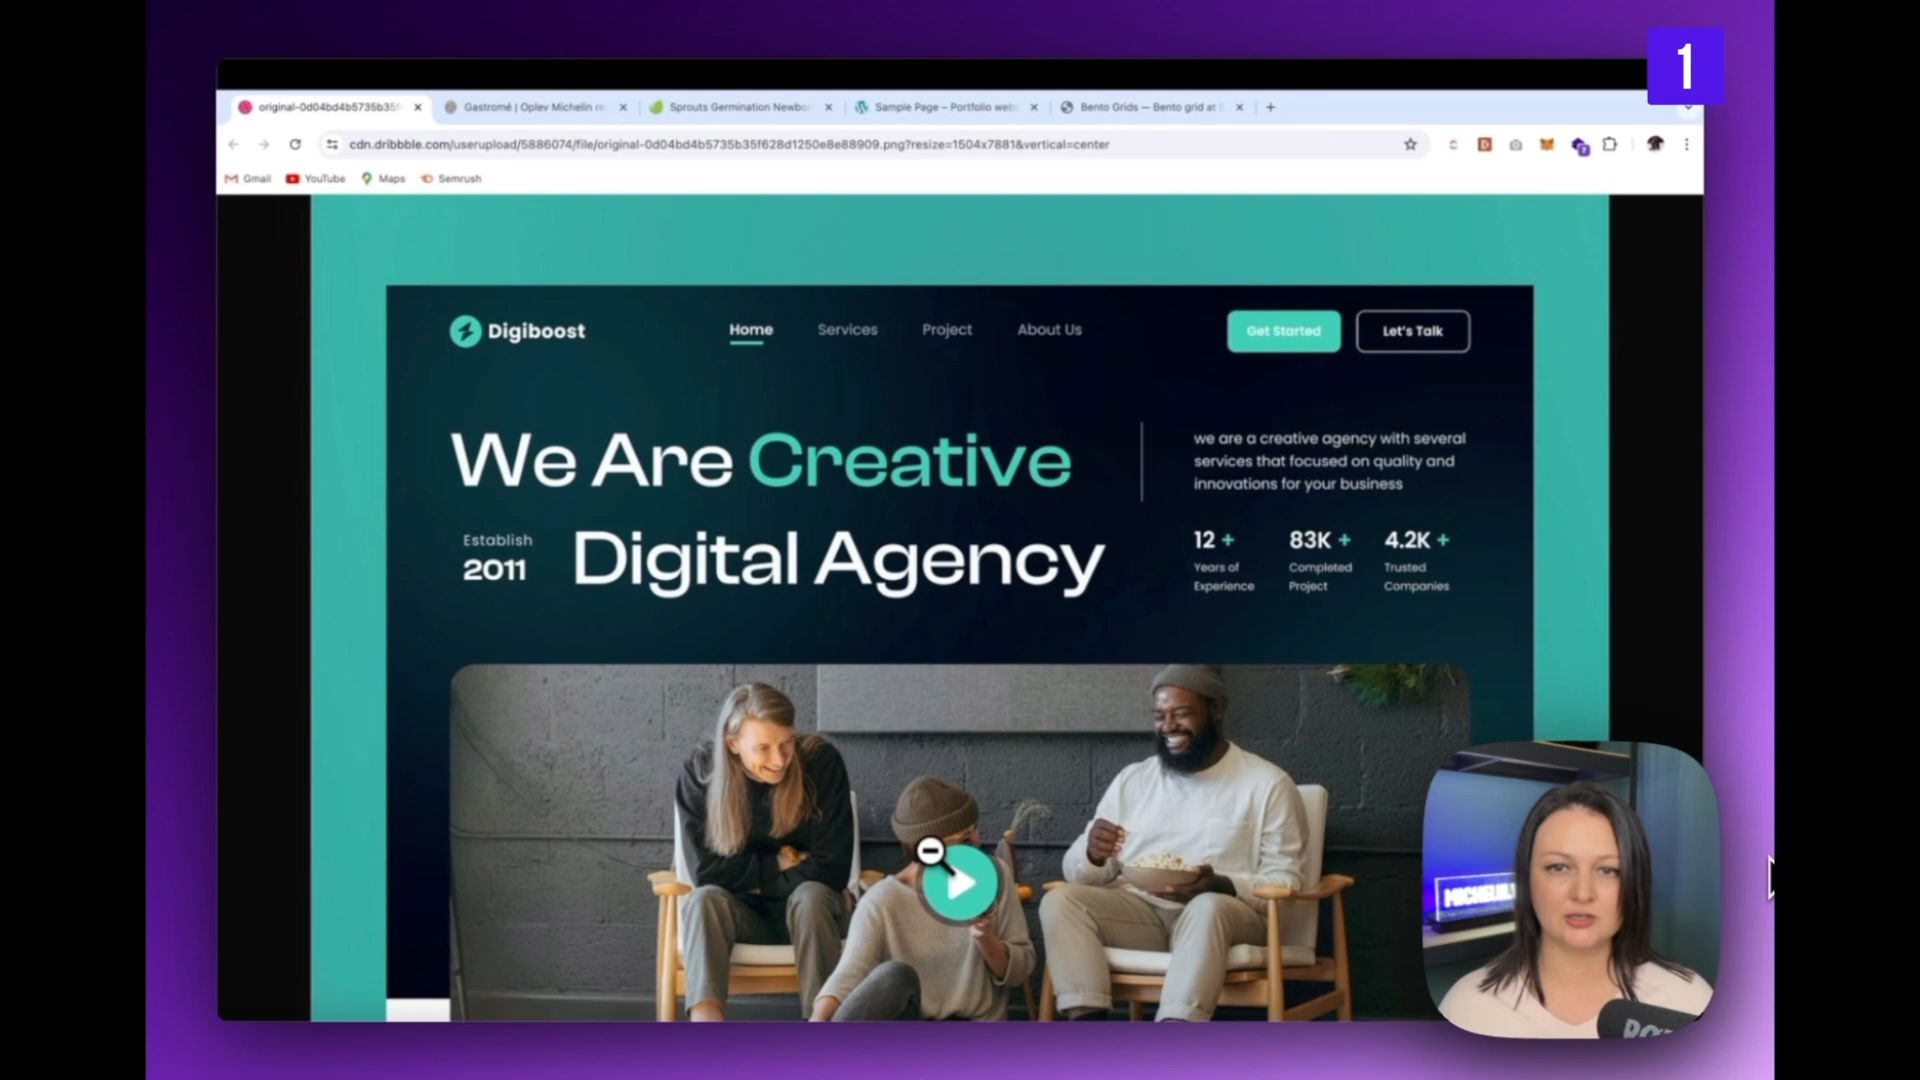 1
original-0d04bd4b5735b35f
Gastromé | Oplev Michelin re
Sprouts Germination Newbor
Sample Page – Portfolio webs
Bento Grids — Bento grid at
cdn.dribbble.com/userupload/5886074/file/original-0d04bd4b5735b35f628d1250e8e88909.png?resize=1504x7881&vertical=center
Gmail
YouTube
Maps
Semrush
Digiboost
Home
Services
Project
About Us
Get Started
Let's Talk
We Are Creative
Establish
2011
Digital Agency
we are a creative agency with several
services that focused on quality and
innovations for your business
12 +
Years of
Experience
83K +
Completed
Project
4.2K +
Trusted
Companies